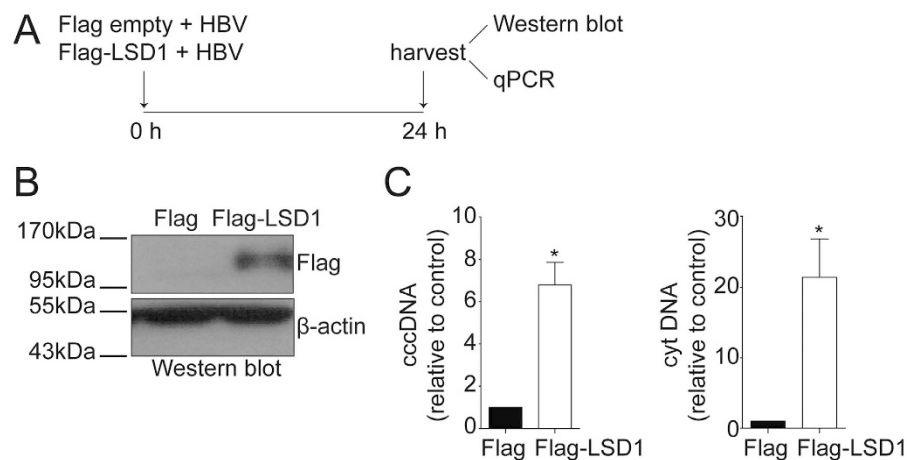 A
Flag empty + HBV
Flag-LSD1 + HBV
harvest
Western blot
qPCR
0 h
24 h
B
Flag Flag-LSD1
170kDa
95kDa
55kDa
43kDa
Flag
β-actin
Western blot
C
cccDNA
(relative to control)
10
8
6
4
2
0
*
Flag Flag-LSD1
cyt DNA
(relative to control)
30
20
10
0
*
Flag Flag-LSD1